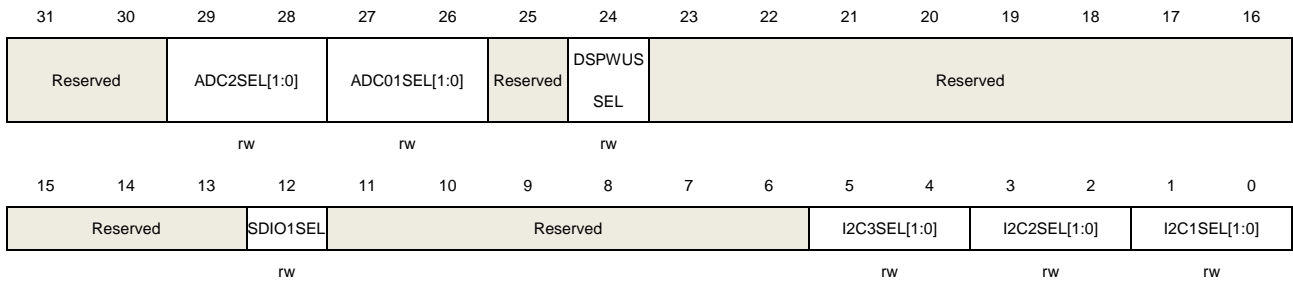 31 30 29 28 27 26 25 24 23 22 21 20 19 18 17 16
Reserved ADC2SEL[1:0] ADC01SEL[1:0] Reserved DSPWUS SEL Reserved
rw rw rw
15 14 13 12 11 10 9 8 7 6 5 4 3 2 1 0
Reserved SDIO1SEL Reserved I2C3SEL[1:0] I2C2SEL[1:0] I2C1SEL[1:0]
rw rw rw rw